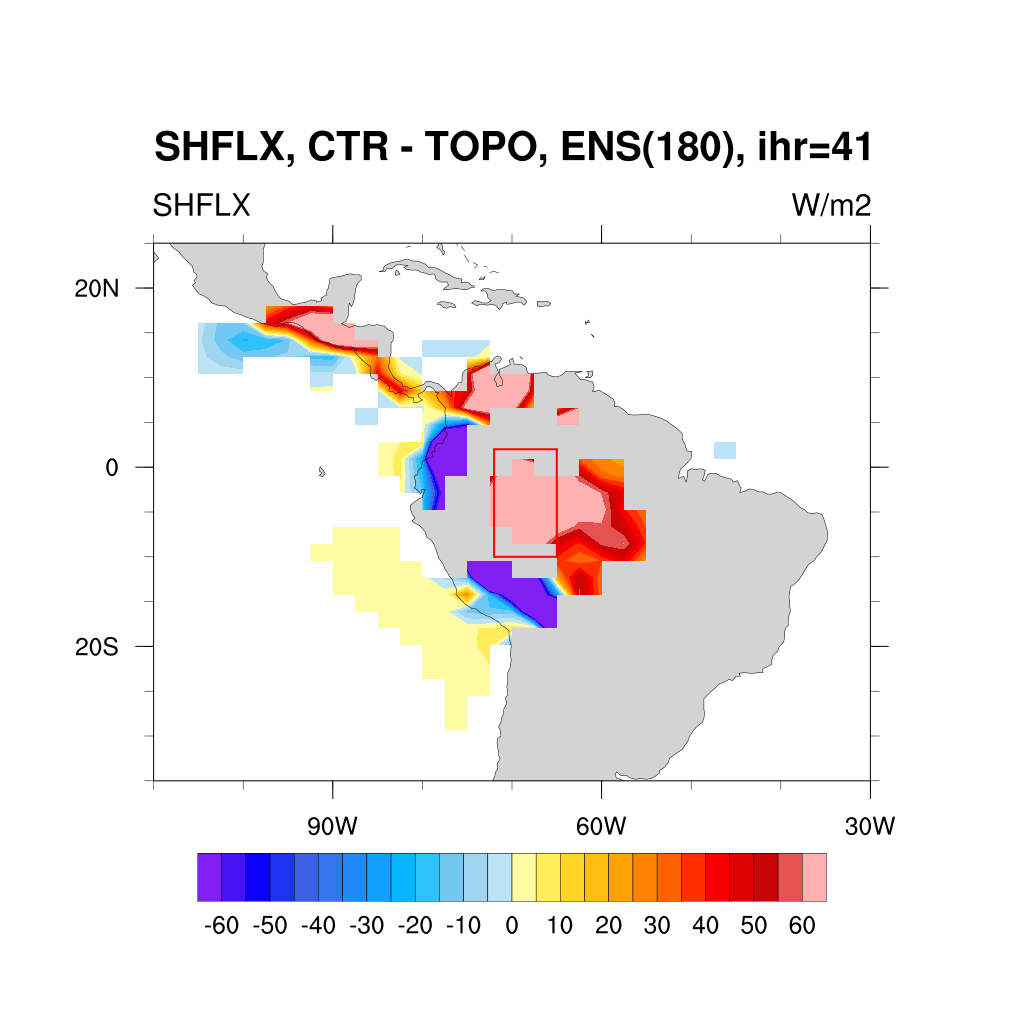 SHFLX, CTR - TOPO, ENS(180), ihr=41
SHFLX W/m2
20N
0
20S
90W 60W 30W
-60 -50 -40 -30 -20 -10 0 10 20 30 40 50 60